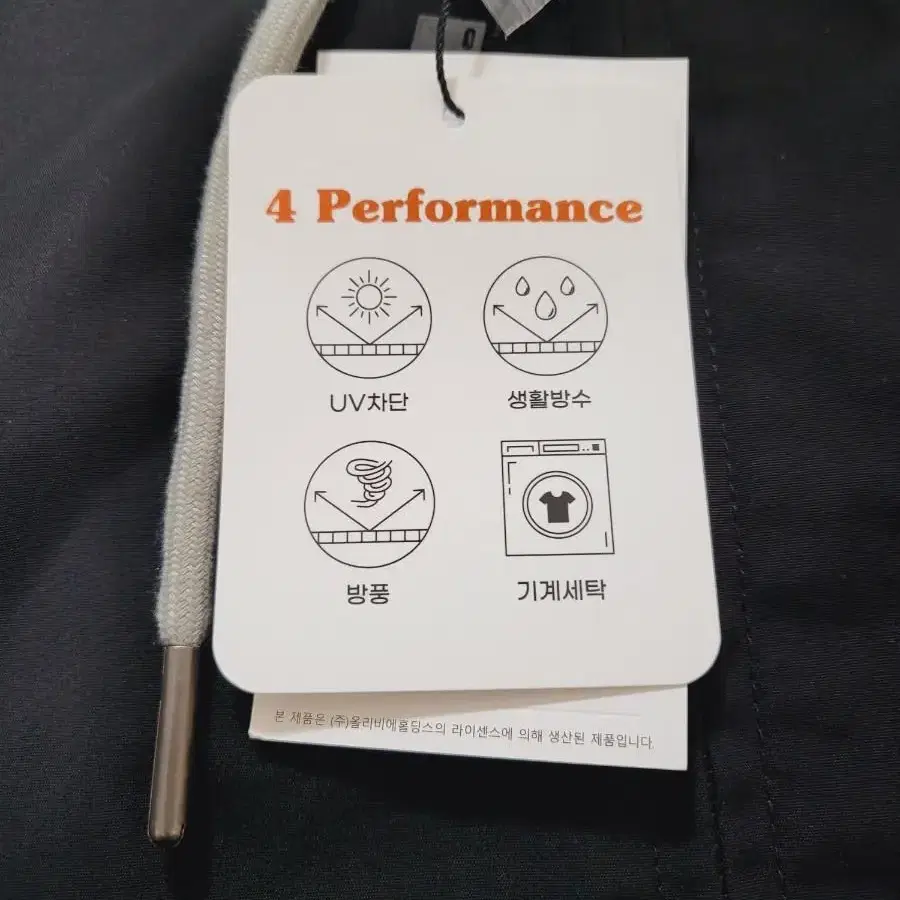 4 Performance
UV차단
생활방수
방풍
기계세탁
본 제품은 (주)올리비에홀딩스의 라이센스에 의해 생산된 제품입니다.